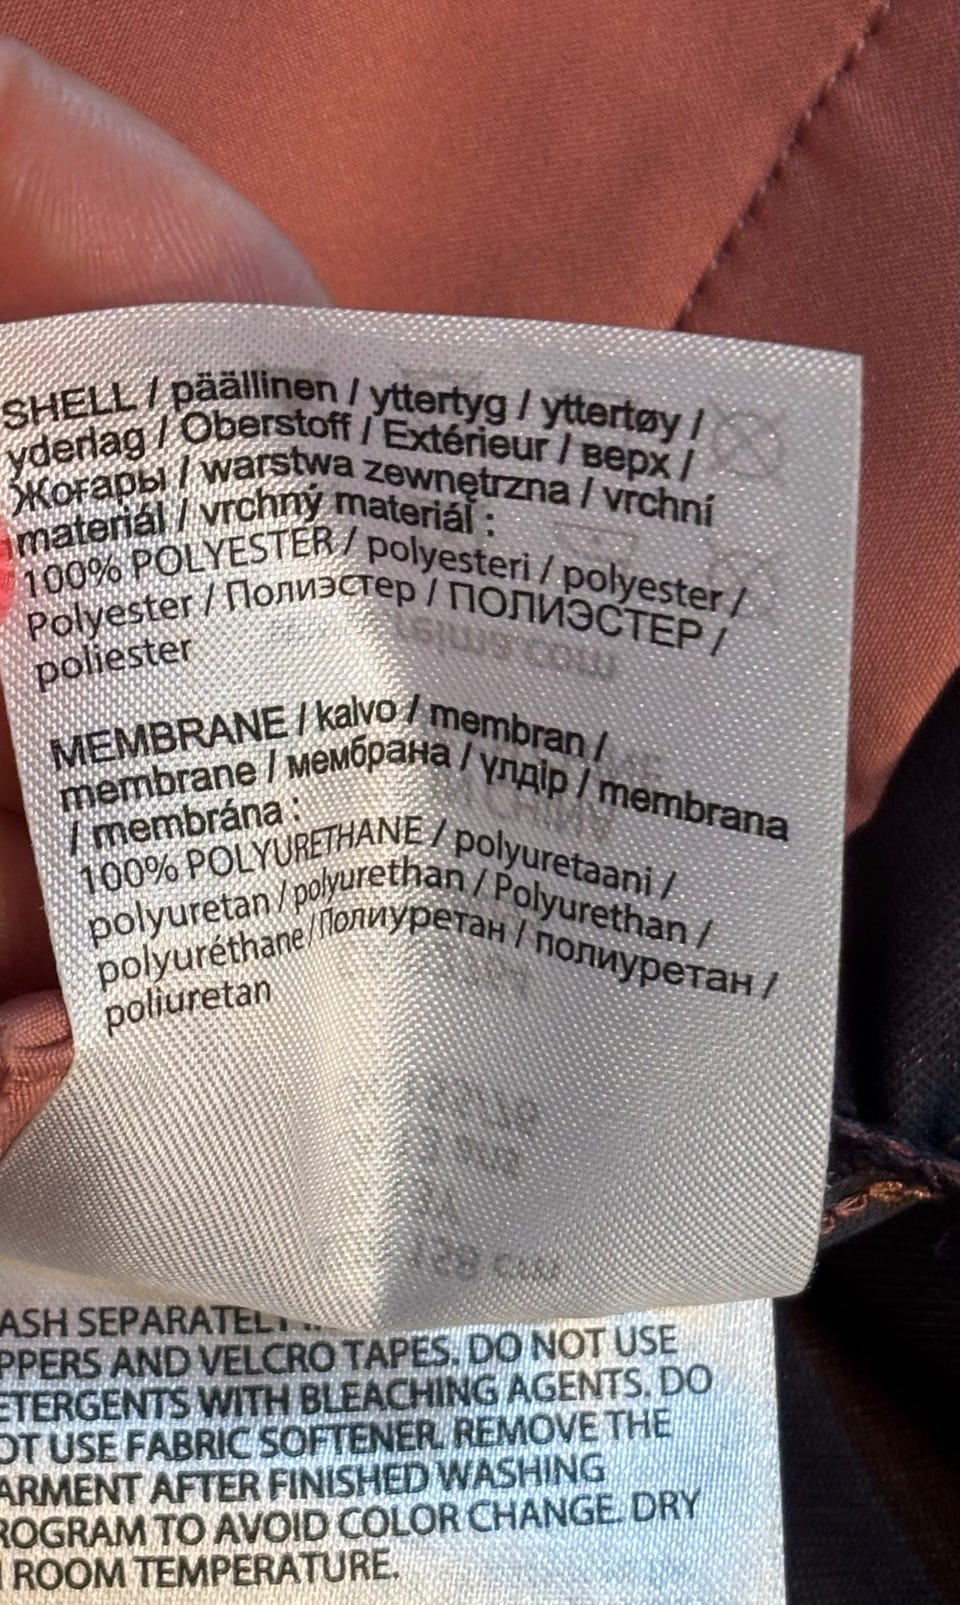 SHELL / päällinen / yttertyg / yttertøy /
yderlag / Oberstoff / Extérieur / верх /
Жоғары / warstwa zewnętrzna / vrchní
materiál / vrchný materiál :
100% POLYESTER / polyesteri / polyester /
Polyester / Полиэстер / ПОЛИЭСТЕР /
poliester
MEMBRANE / kalvo / membran /
membrane / мембрана / үлдір / membrana
/ membrána :
100% POLYURETHANE / polyuretaani /
polyuretan / polyurethan / Polyurethan /
polyuréthane / Полиуретан / полиуретан /
poliuretan
ASH SEPARATELY
PPERS AND VELCRO TAPES. DO NOT USE
ETERGENTS WITH BLEACHING AGENTS. DO
OT USE FABRIC SOFTENER. REMOVE THE
ARMENT AFTER FINISHED WASHING
ROGRAM TO AVOID COLOR CHANGE. DRY
ROOM TEMPERATURE.